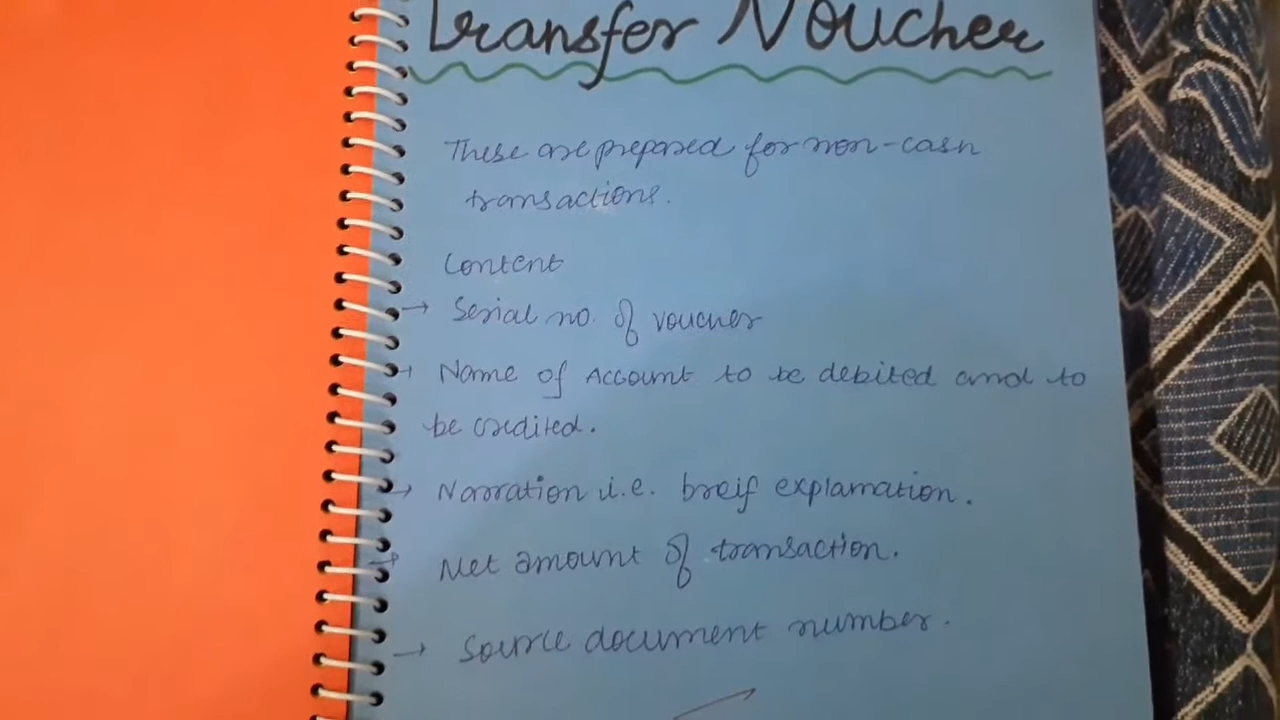 Transfer Voucher
These are prepared for non-cash
transactions.
Content
→ Serial no. of voucher
→ Name of Account to be debited and to
be credited.
→ Narration i.e. breif explanation.
→ Net amount of transaction.
→ Source document number.